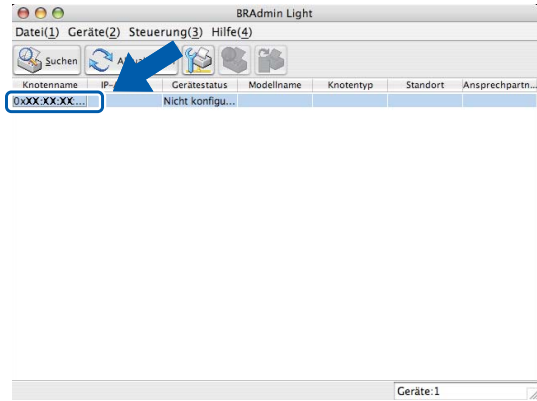 BRAdmin Light
Datei(1) Geräte(2) Steuerung(3) Hilfe(4)
Suchen
Knotenname IP- Gerätestatus Modellname Knotentyp Standort Ansprechpartn...
0xXX:XX:XX:... Nicht konfigu...
Geräte:1